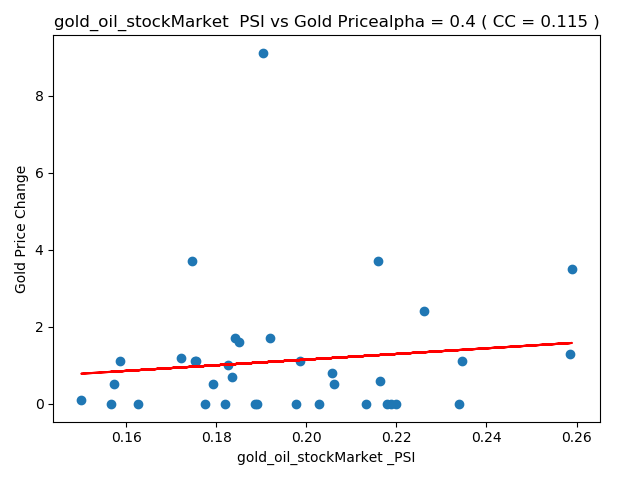 gold_oil_stockMarket  PSI vs Gold Pricealpha = 0.4 ( CC = 0.115 )
8
6
4
2
0
Gold Price Change
0.16 0.18 0.20 0.22 0.24 0.26
gold_oil_stockMarket _PSI